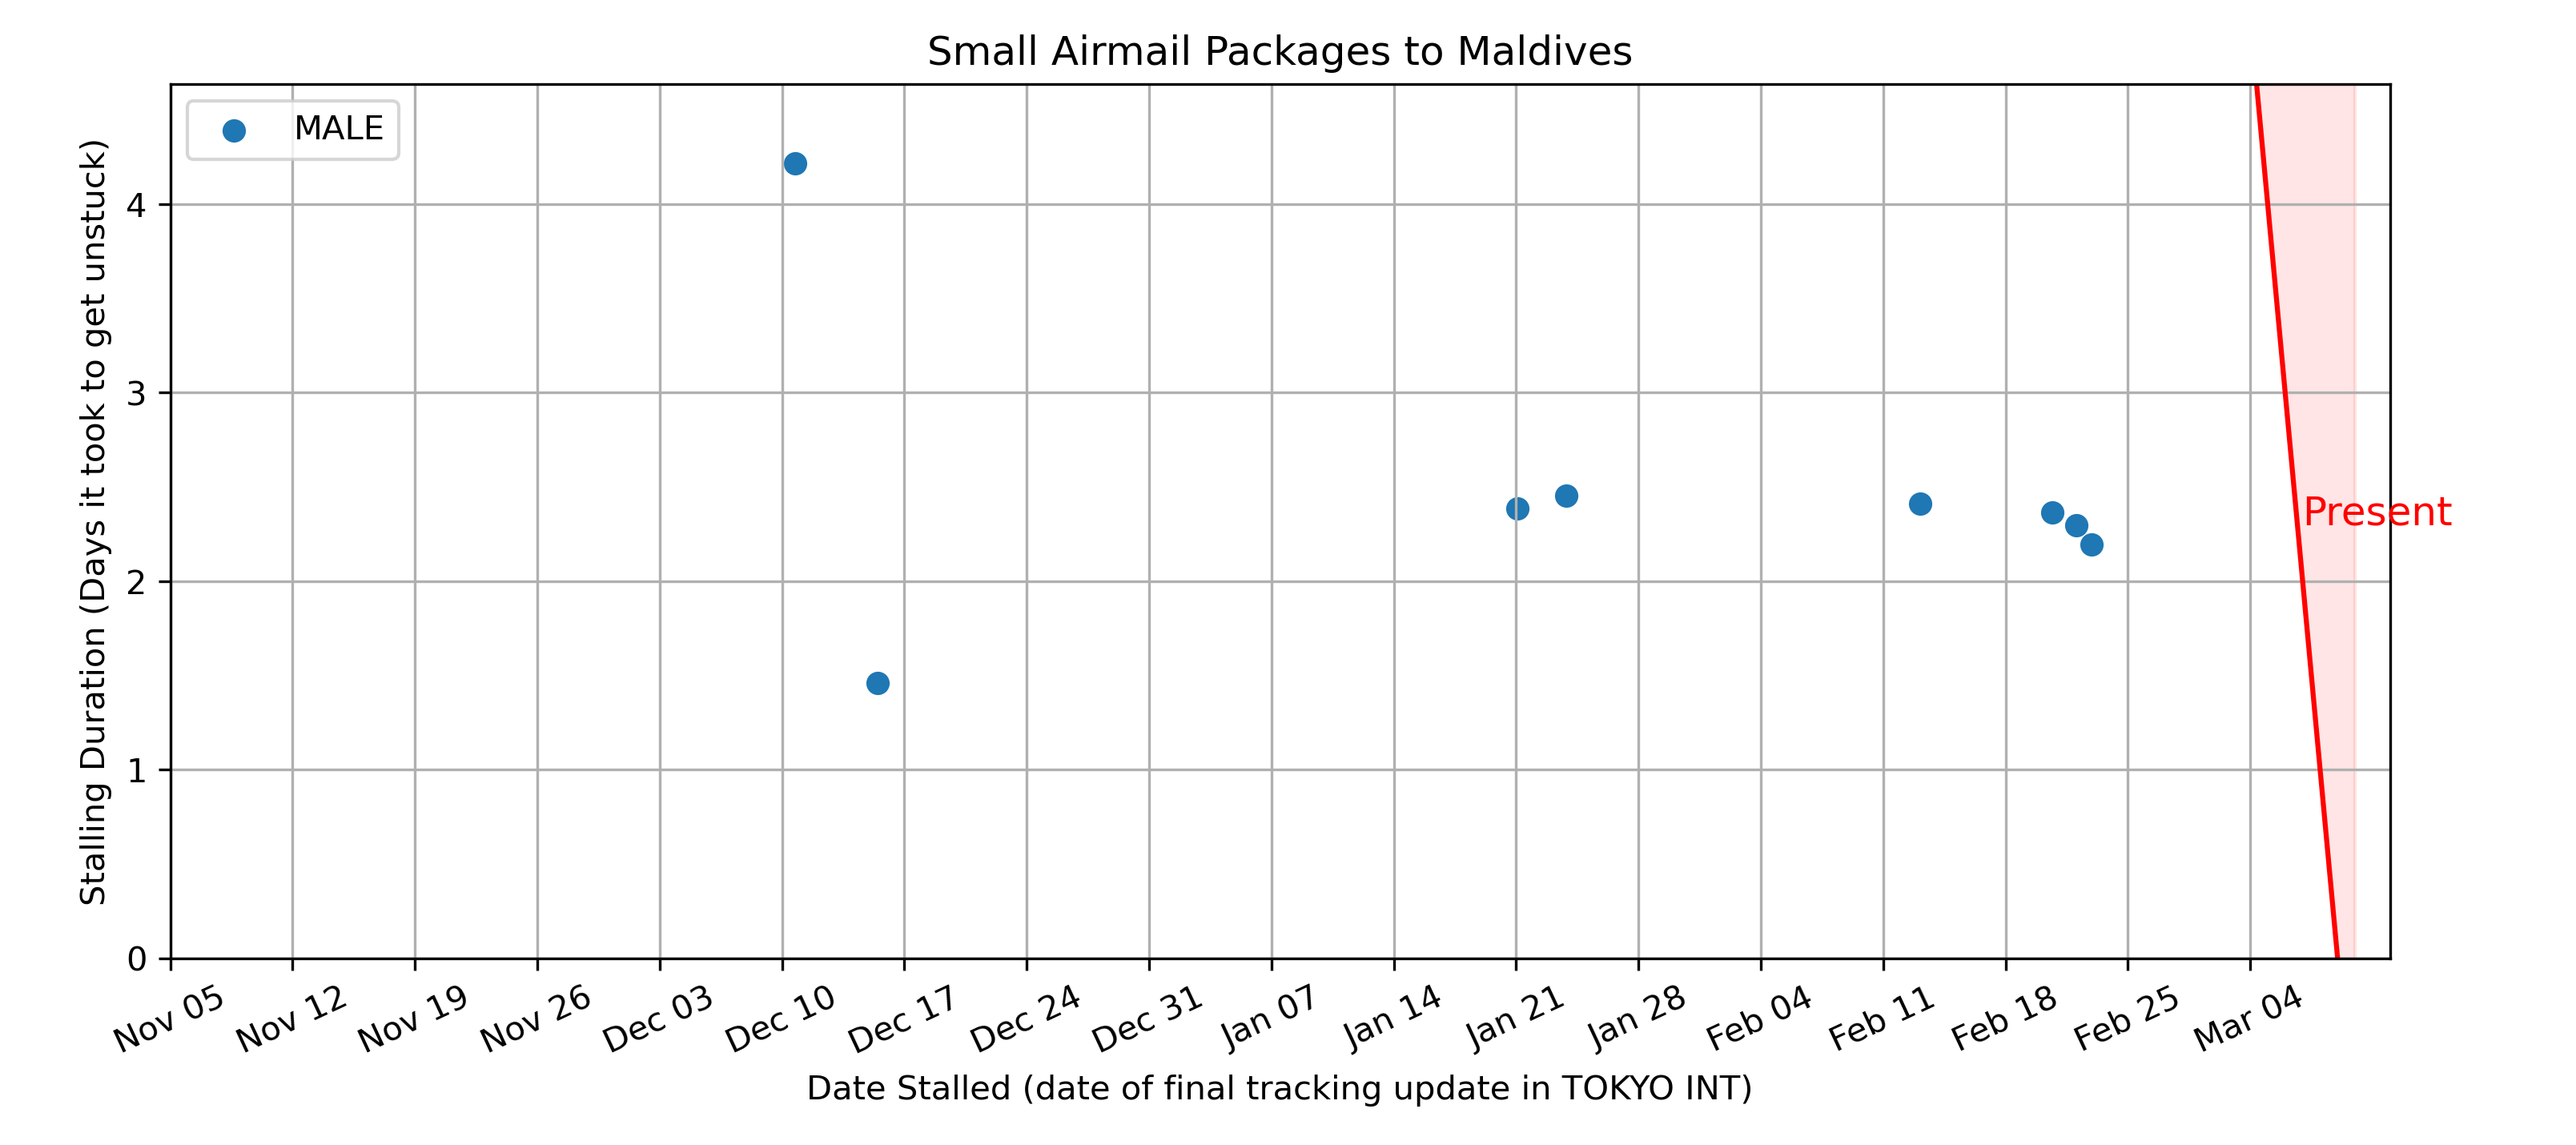 Small Airmail Packages to Maldives
MALE
Stalling Duration (Days it took to get unstuck)
4
3
2
1
0
Present
Nov 05
Nov 12
Nov 19
Nov 26
Dec 03
Dec 10
Dec 17
Dec 24
Dec 31
Jan 07
Jan 14
Jan 21
Jan 28
Feb 04
Feb 11
Feb 18
Feb 25
Mar 04
Date Stalled (date of final tracking update in TOKYO INT)